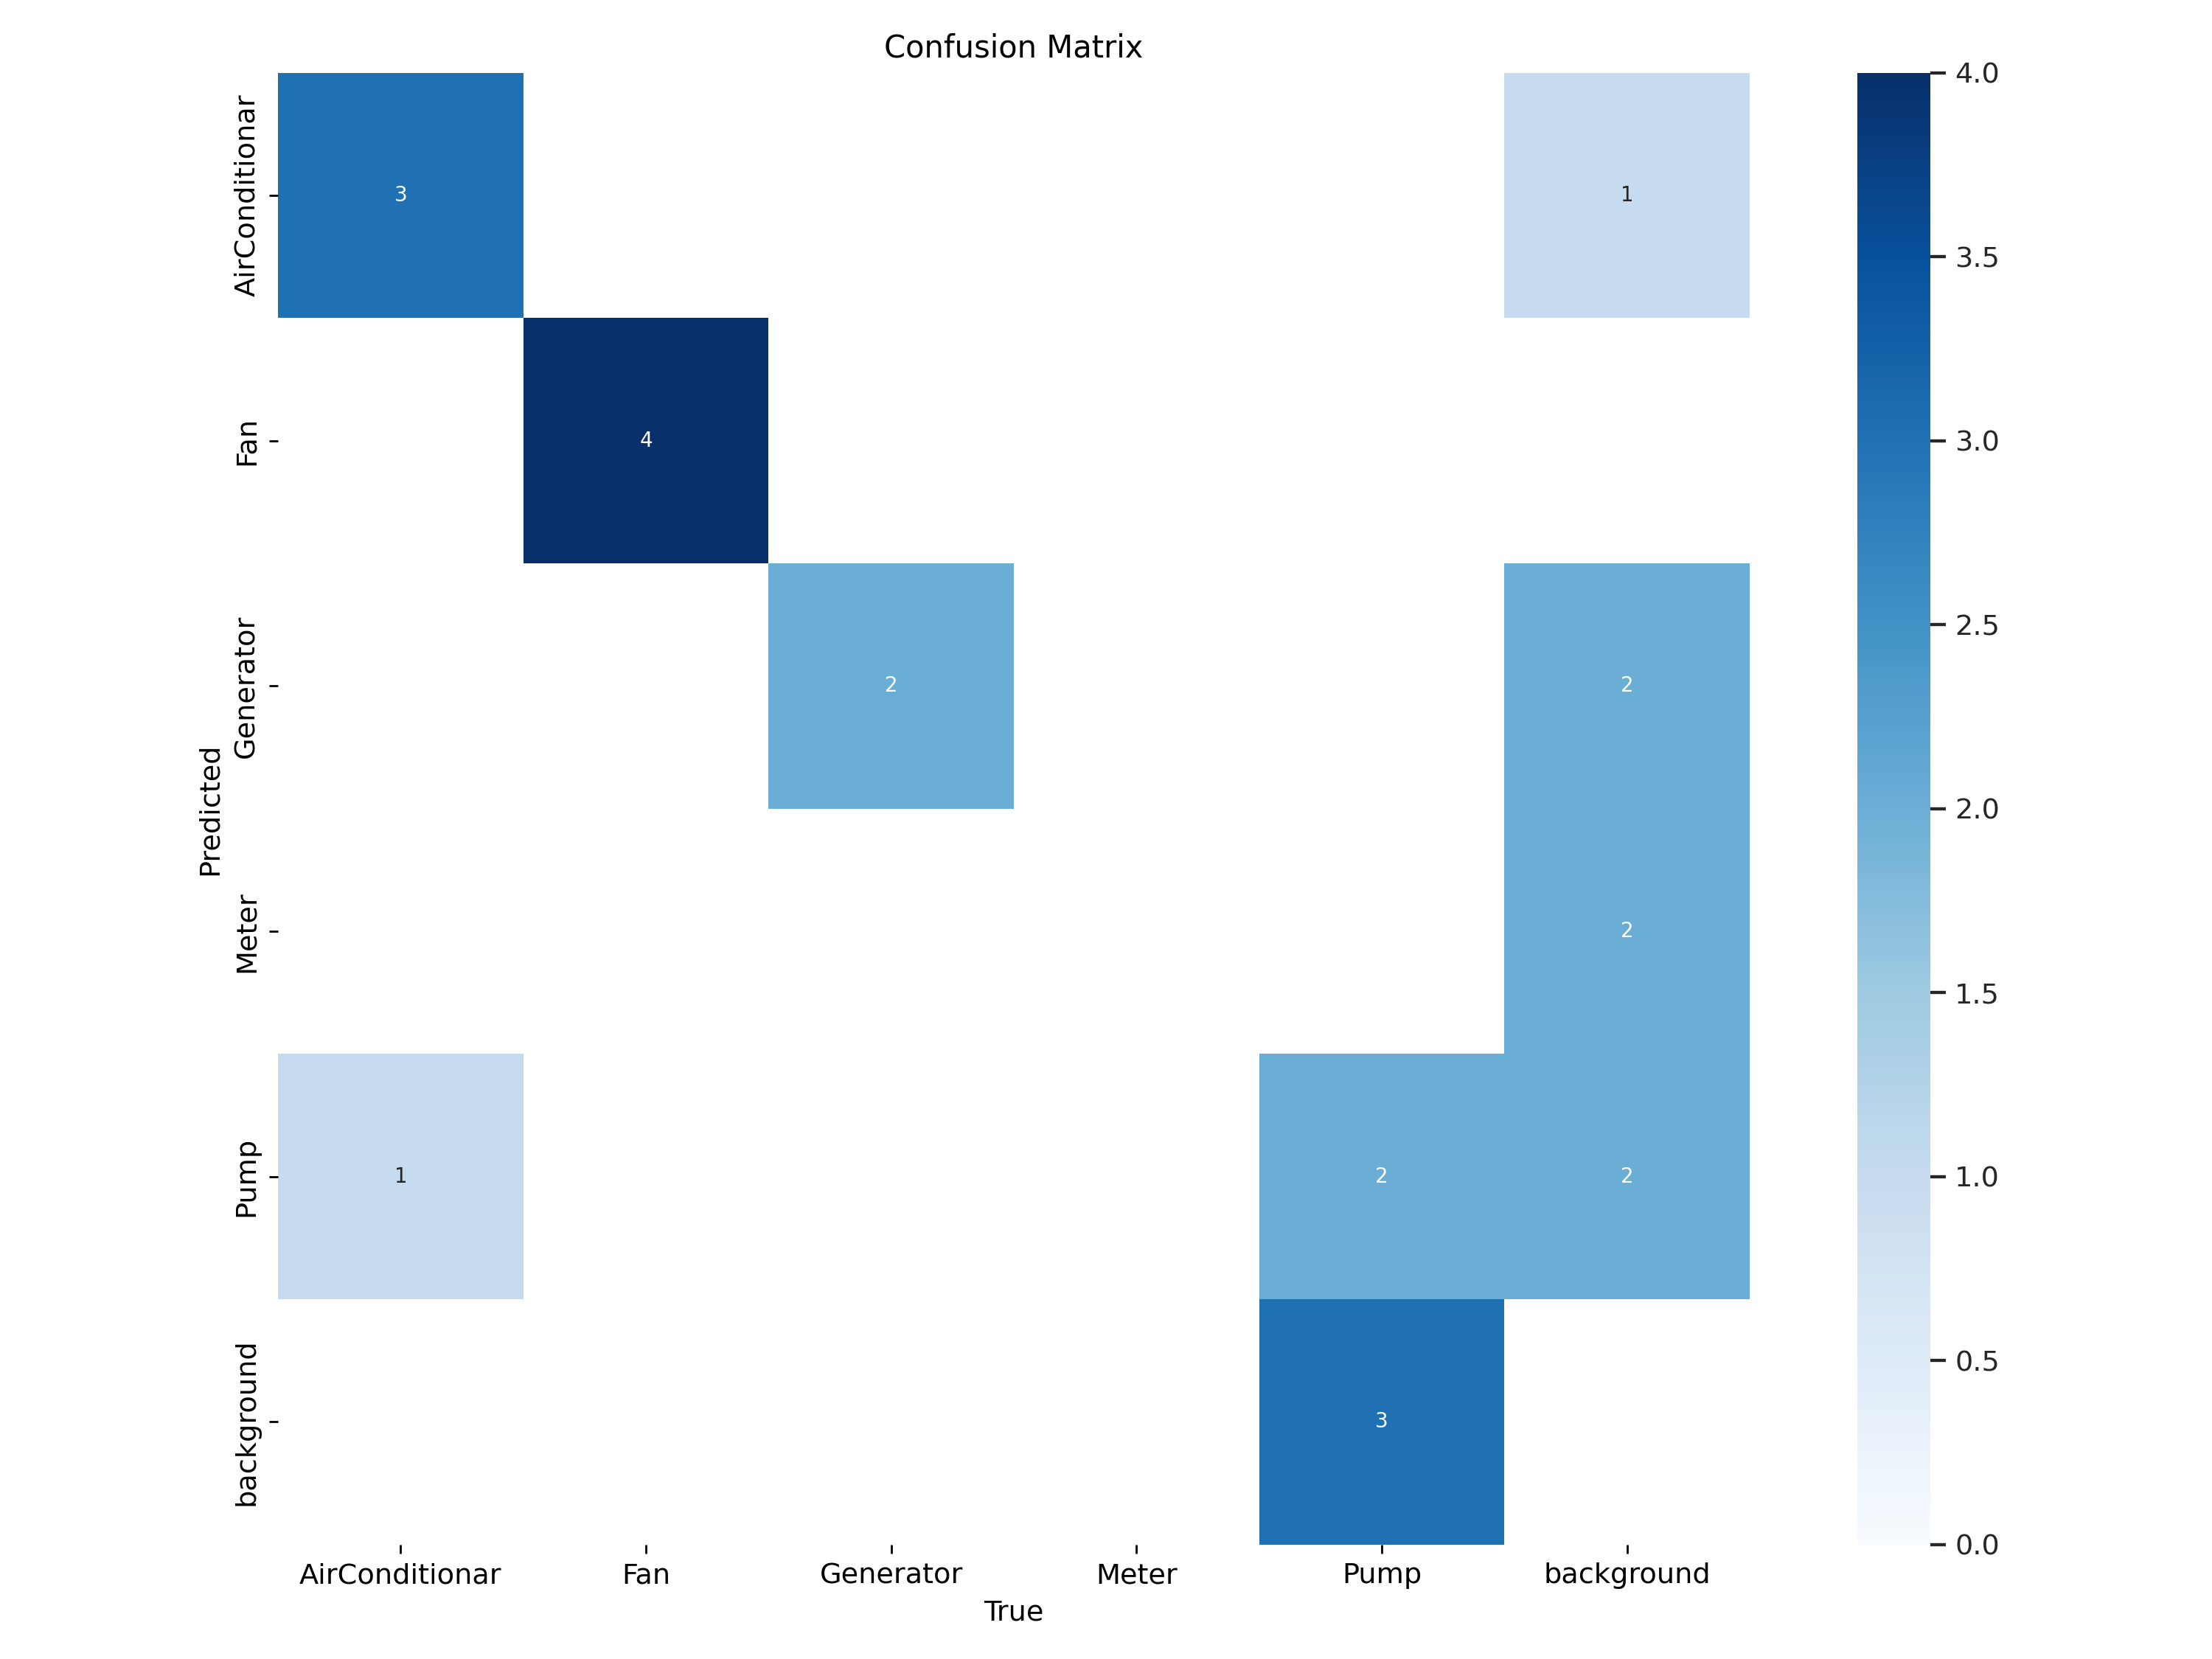 Confusion Matrix
AirConditionar
3
1
Fan
4
Generator
2
2
Meter
2
Pump
1
2
2
background
3
Predicted
AirConditionar Fan Generator Meter Pump background
True
4.0
3.5
3.0
2.5
2.0
1.5
1.0
0.5
0.0